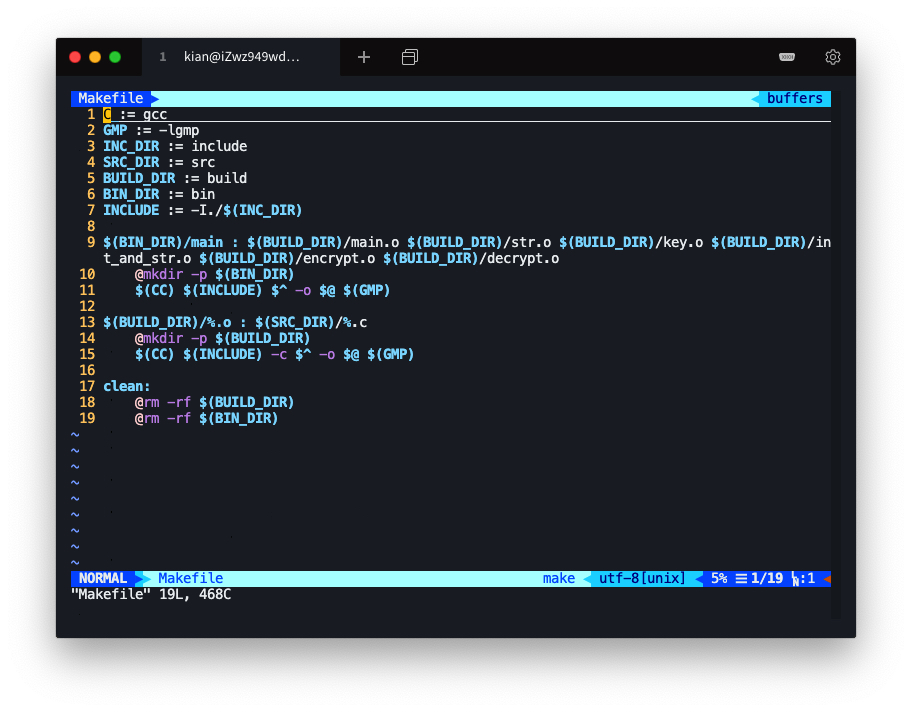 1 kian@iZwz949wd...
Makefile buffers
1 C := gcc
2 GMP := -lgmp
3 INC_DIR := include
4 SRC_DIR := src
5 BUILD_DIR := build
6 BIN_DIR := bin
7 INCLUDE := -I./$(INC_DIR)
8
9 $(BIN_DIR)/main : $(BUILD_DIR)/main.o $(BUILD_DIR)/str.o $(BUILD_DIR)/key.o $(BUILD_DIR)/in
t_and_str.o $(BUILD_DIR)/encrypt.o $(BUILD_DIR)/decrypt.o
10 @mkdir -p $(BIN_DIR)
11 $(CC) $(INCLUDE) $^ -o $@ $(GMP)
12
13 $(BUILD_DIR)/%.o : $(SRC_DIR)/%.c
14 @mkdir -p $(BUILD_DIR)
15 $(CC) $(INCLUDE) -c $^ -o $@ $(GMP)
16
17 clean:
18 @rm -rf $(BUILD_DIR)
19 @rm -rf $(BIN_DIR)
~
~
~
~
~
~
~
~
~
NORMAL Makefile make utf-8[unix] 5% ☰ 1/19 :1
"Makefile" 19L, 468C